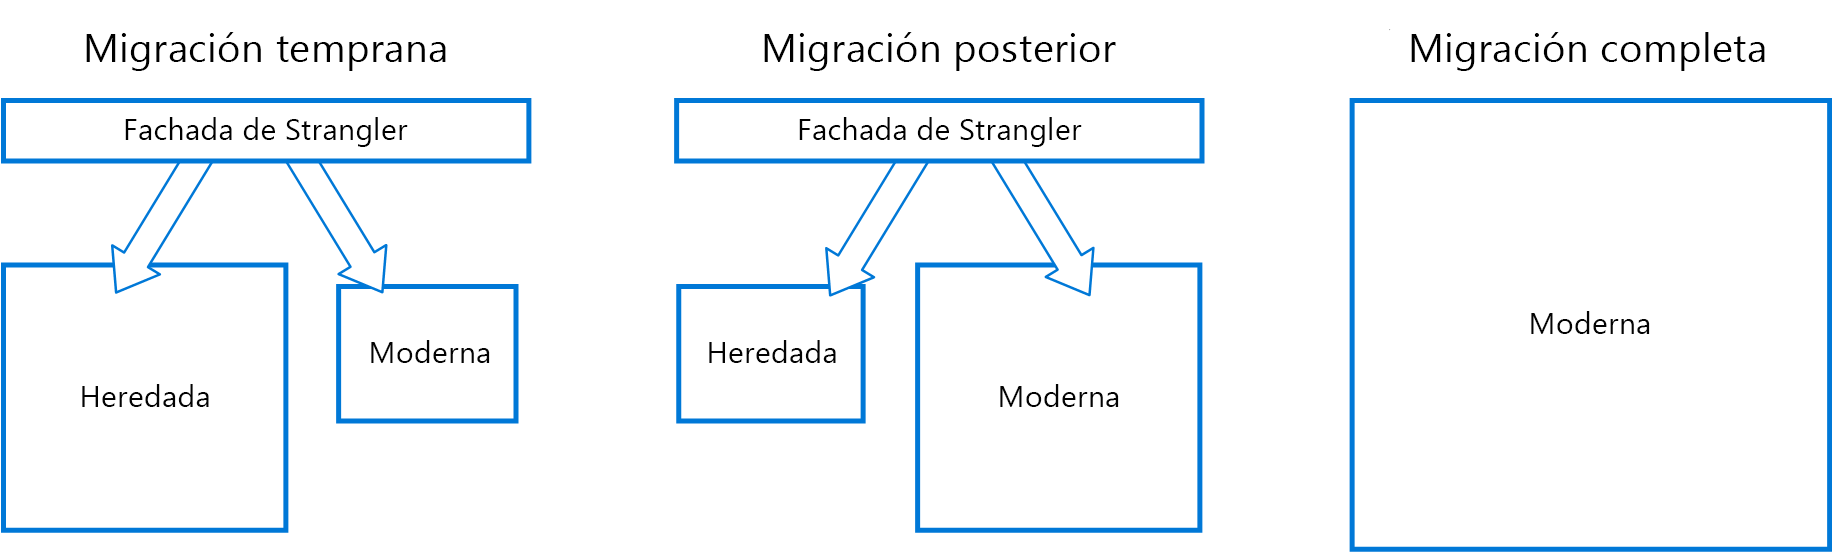 Migración temprana
Fachada de Strangler
Heredada
Moderna
Migración posterior
Fachada de Strangler
Heredada
Moderna
Migración completa
Moderna